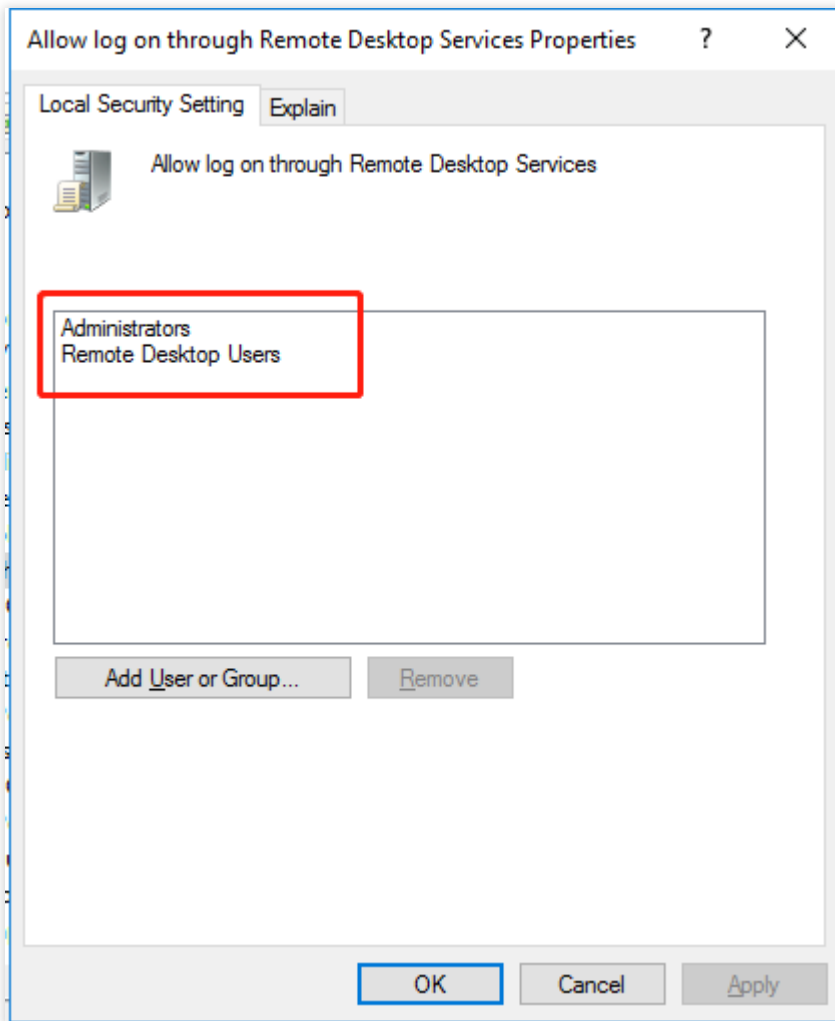 Allow log on through Remote Desktop Services Properties ?
Local Security Setting Explain
Allow log on through Remote Desktop Services
Administrators
Remote Desktop Users
Add User or Group... Remove
OK Cancel Apply